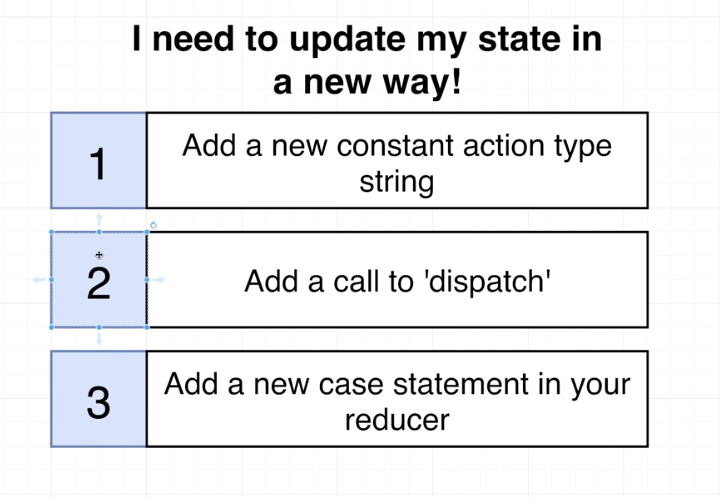 I need to update my state in
a new way!
1
Add a new constant action type
string
2
Add a call to 'dispatch'
3
Add a new case statement in your
reducer